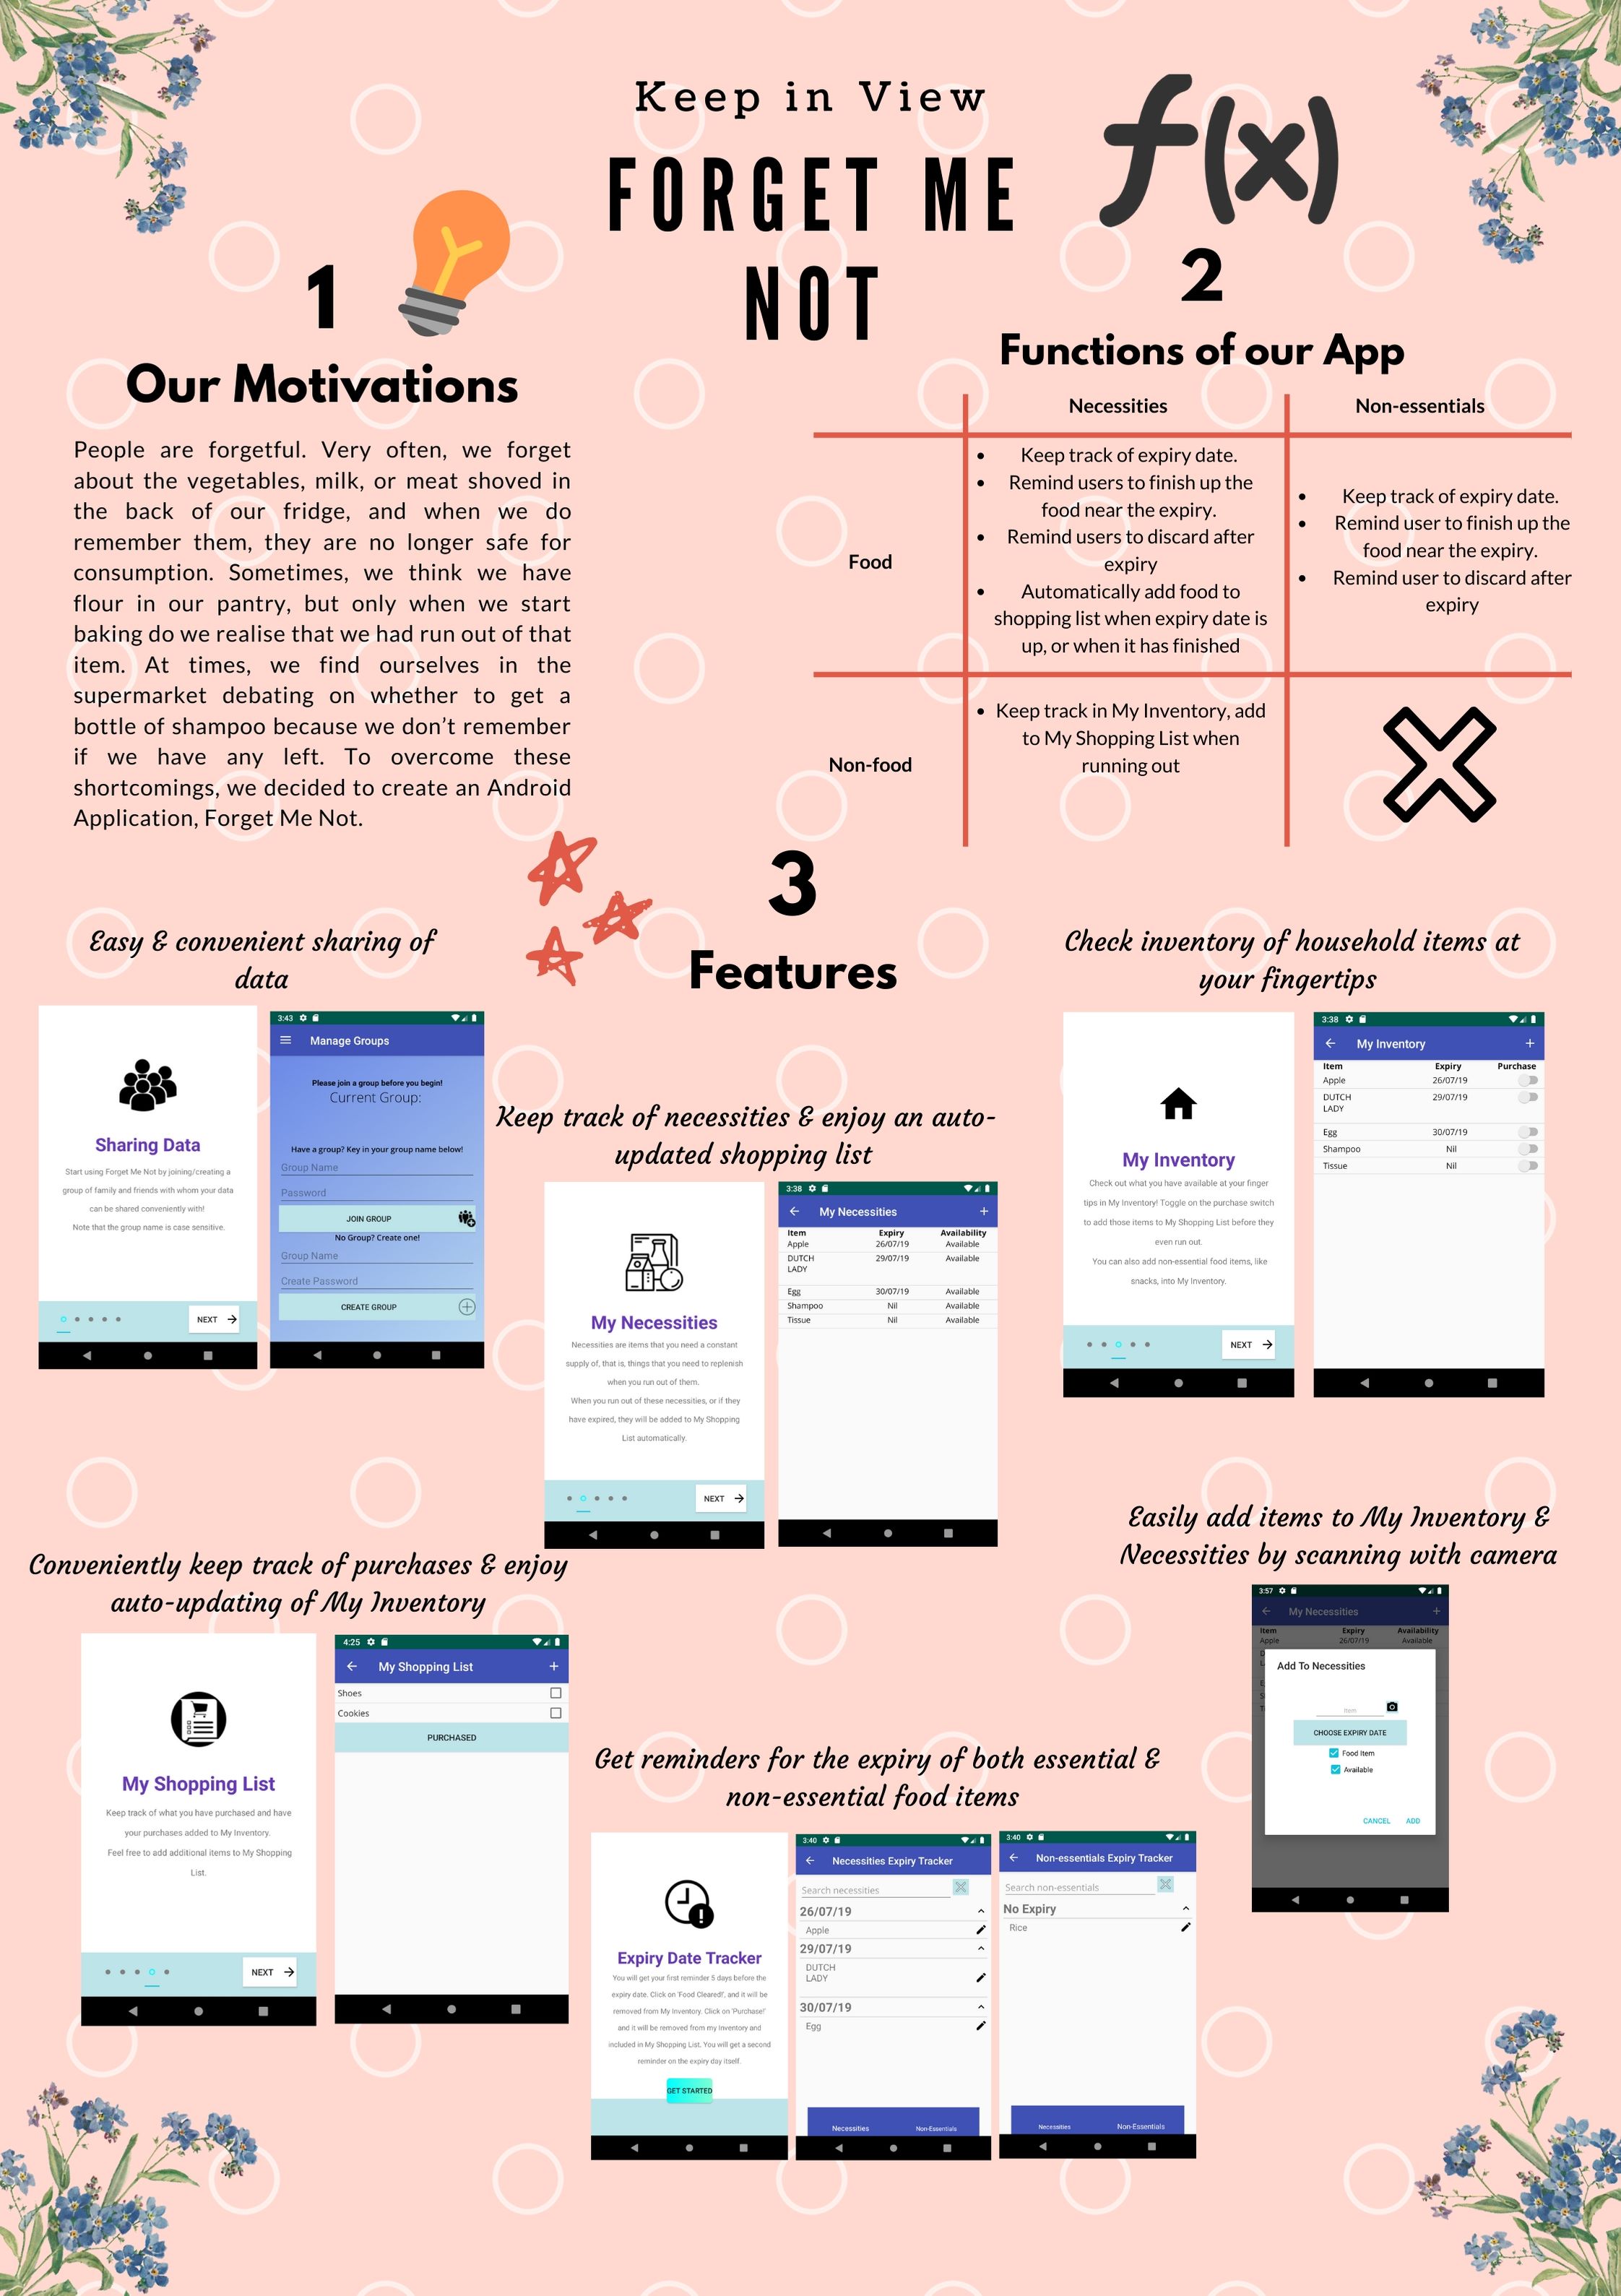 Keep in View
FORGET ME
NOT
f(x)
1
Our Motivations
People are forgetful. Very often, we forget
about the vegetables, milk, or meat shoved in
the back of our fridge, and when we do
remember them, they are no longer safe for
consumption. Sometimes, we think we have
flour in our pantry, but only when we start
baking do we realise that we had run out of that
item. At times, we find ourselves in the
supermarket debating on whether to get a
bottle of shampoo because we don't remember
if we have any left. To overcome these
shortcomings, we decided to create an Android
Application, Forget Me Not.
2
Functions of our App
Necessities
Non-essentials
Food
• Keep track of expiry date.
• Remind users to finish up the
food near the expiry.
• Remind users to discard after
expiry
• Automatically add food to
shopping list when expiry date is
up, or when it has finished
• Keep track of expiry date.
• Remind user to finish up the
food near the expiry.
• Remind user to discard after
expiry
Non-food
• Keep track in My Inventory, add
to My Shopping List when
running out
3
Features
Easy & convenient sharing of
data
Sharing Data
Start using Forget Me Not by joining/creating a
group of family and friends with whom your data
can be shared conveniently with!
Note that the group name is case sensitive.
NEXT
3:43
Manage Groups
Please join a group before you begin!
Current Group:
Have a group? Key in your group name below!
Group Name
Password
JOIN GROUP
No Group? Create one!
Group Name
Create Password
CREATE GROUP
Keep track of necessities & enjoy an auto-
updated shopping list
My Necessities
Necessities are items that you need a constant
supply of, that is, things that you need to replenish
when you run out of them.
When you run out of these necessities, or if they
have expired, they will be added to My Shopping
List automatically.
NEXT
3:38
My Necessities
Item Expiry Availability
Apple 26/07/19 Available
DUTCH 29/07/19 Available
LADY
Egg 30/07/19 Available
Shampoo Nil Available
Tissue Nil Available
Check inventory of household items at
your fingertips
My Inventory
Check out what you have available at your finger
tips in My Inventory! Toggle on the purchase switch
to add those items to My Shopping List before they
even run out.
You can also add non-essential food items, like
snacks, into My Inventory.
NEXT
3:38
My Inventory
Item Expiry Purchase
Apple 26/07/19
DUTCH 29/07/19
LADY
Egg 30/07/19
Shampoo Nil
Tissue Nil
Conveniently keep track of purchases & enjoy
auto-updating of My Inventory
My Shopping List
Keep track of what you have purchased and have
your purchases added to My Inventory.
Feel free to add additional items to My Shopping
List.
NEXT
4:25
My Shopping List
Shoes
Cookies
PURCHASED
Get reminders for the expiry of both essential &
non-essential food items
Expiry Date Tracker
You will get your first reminder 5 days before the
expiry date. Click on 'Food Cleared!', and it will be
removed from My Inventory. Click on 'Purchase!'
and it will be removed from my Inventory and
included in My Shopping List. You will get a second
reminder on the expiry day itself.
GET STARTED
3:40
Necessities Expiry Tracker
Search necessities
26/07/19
Apple
29/07/19
DUTCH
LADY
30/07/19
Egg
Necessities Non-Essentials
3:40
Non-essentials Expiry Tracker
Search non-essentials
No Expiry
Rice
Necessities Non-Essentials
Easily add items to My Inventory &
Necessities by scanning with camera
3:57
My Necessities
Item Expiry Availability
Apple 26/07/19 Available
Add To Necessities
Item
CHOOSE EXPIRY DATE
Food Item
Available
CANCEL ADD